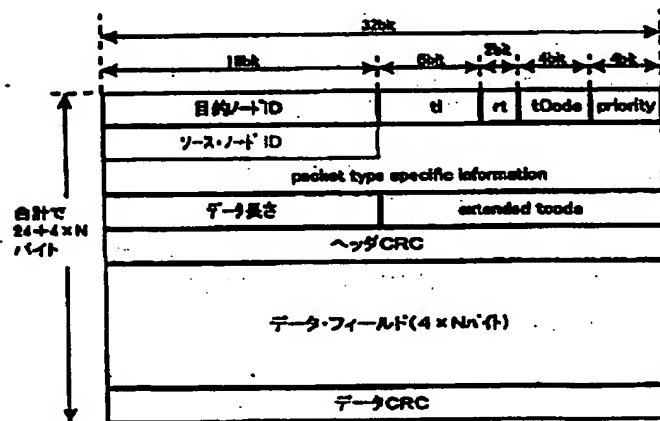 32bit
16bit 6bit 2bit 4bit 4bit
目的ノードID tl rt tCode priority
ソース・ノードID
packet type specific information
データ長さ extended tcode
合計で
24+4×N
バイト
ヘッダCRC
データ・フィールド(4×Nバイト)
データCRC